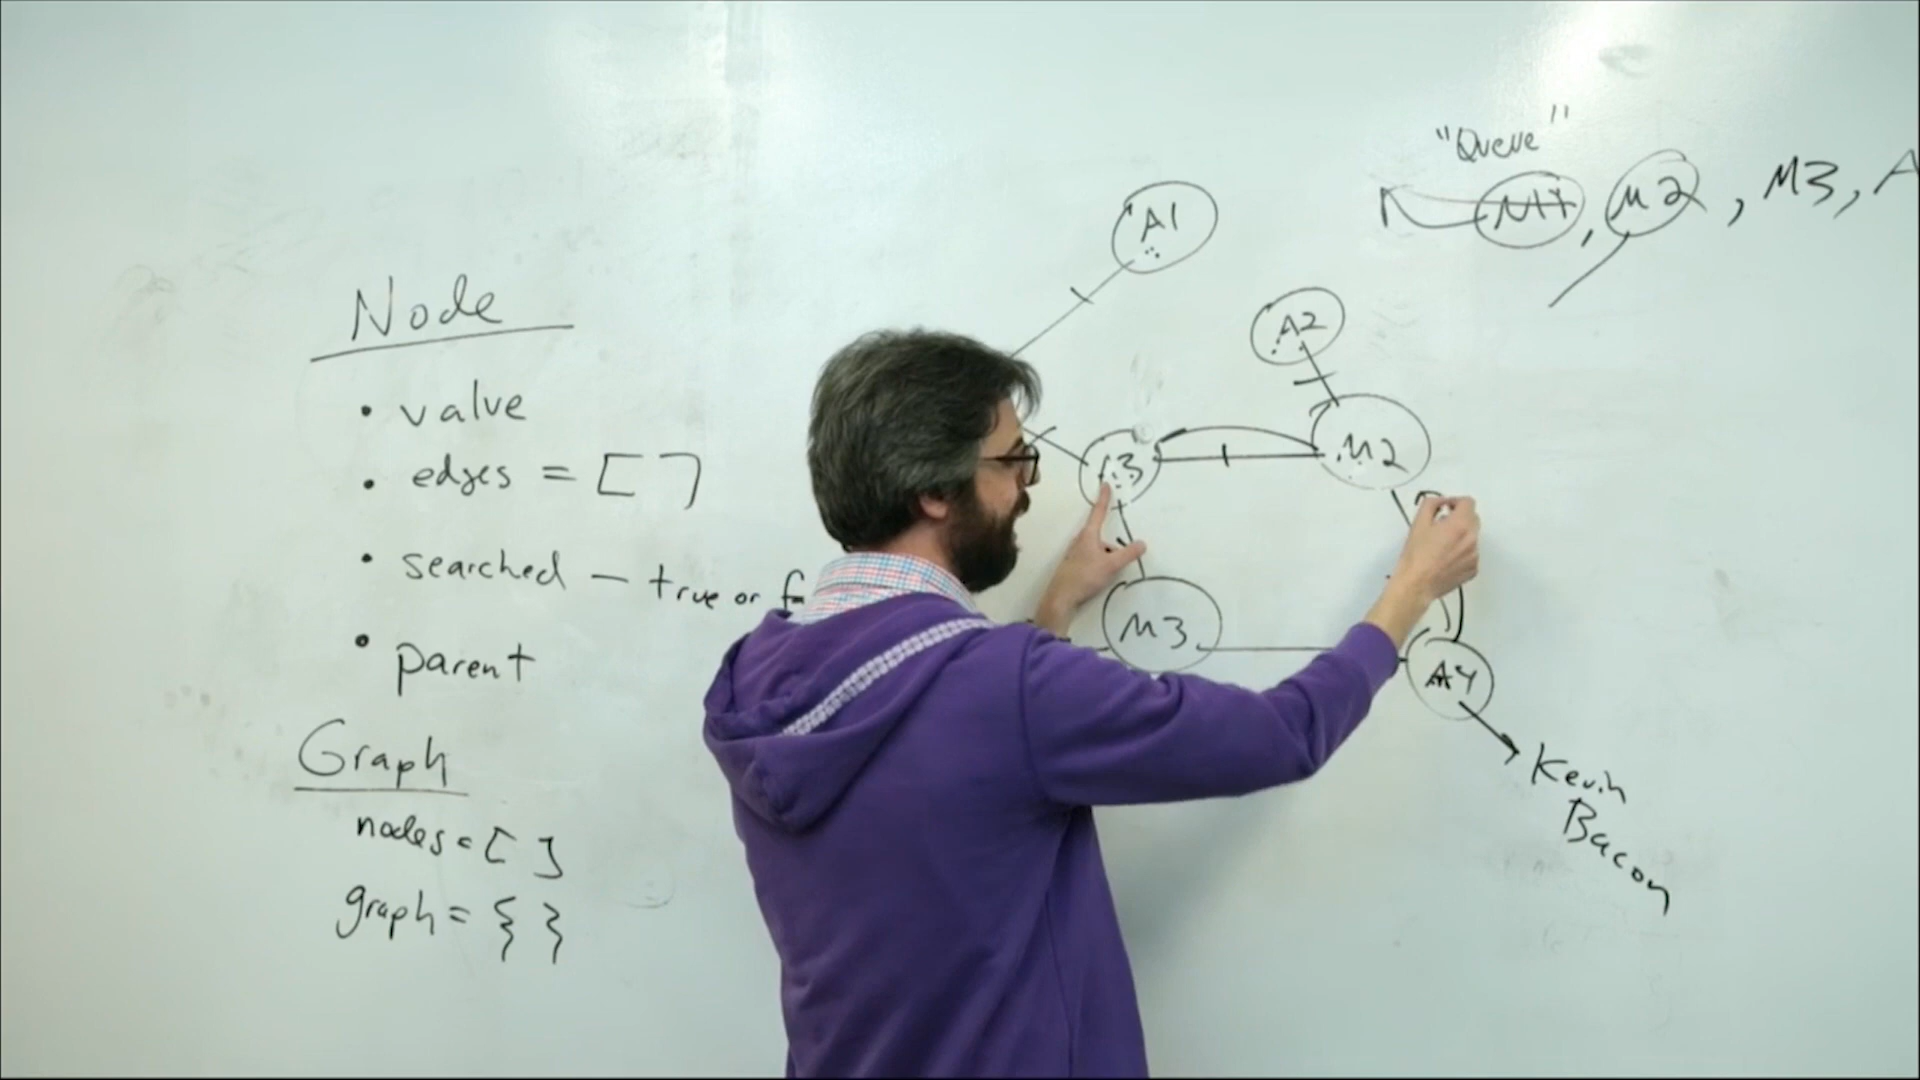 Node
• value
• edges = [ ]
• searched — true or f
• parent
Graph
nodes = [ ]
graph = { }
"Queue"
M1, M2, M3, A
A1
A2
M2
M3
A4
Kevin
Bacon